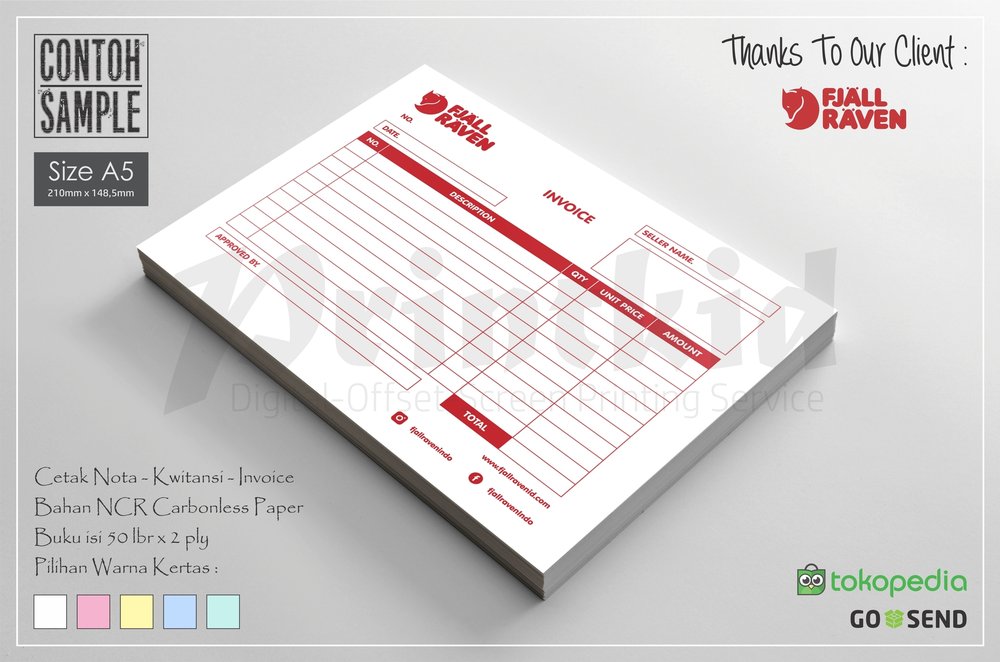 CONTOH
SAMPLE
Size A5
210mm x 148,5mm
Thanks To Our Client :
FJÄLL
RÄVEN
FJÄLL
RÄVEN
NO.
DATE.
INVOICE
SELLER NAME.
NO.
DESCRIPTION
QTY
UNIT PRICE
AMOUNT
APPROVED BY.
TOTAL
fjallravenindo
www.fjallravenid.com
fjallravenindo
Printkid
Digital-Offset-Screen Printing Service
Cetak Nota - Kwitansi - Invoice
Bahan NCR Carbonless Paper
Buku isi 50 lbr x 2 ply
Pilihan Warna Kertas :
tokopedia
GO SEND